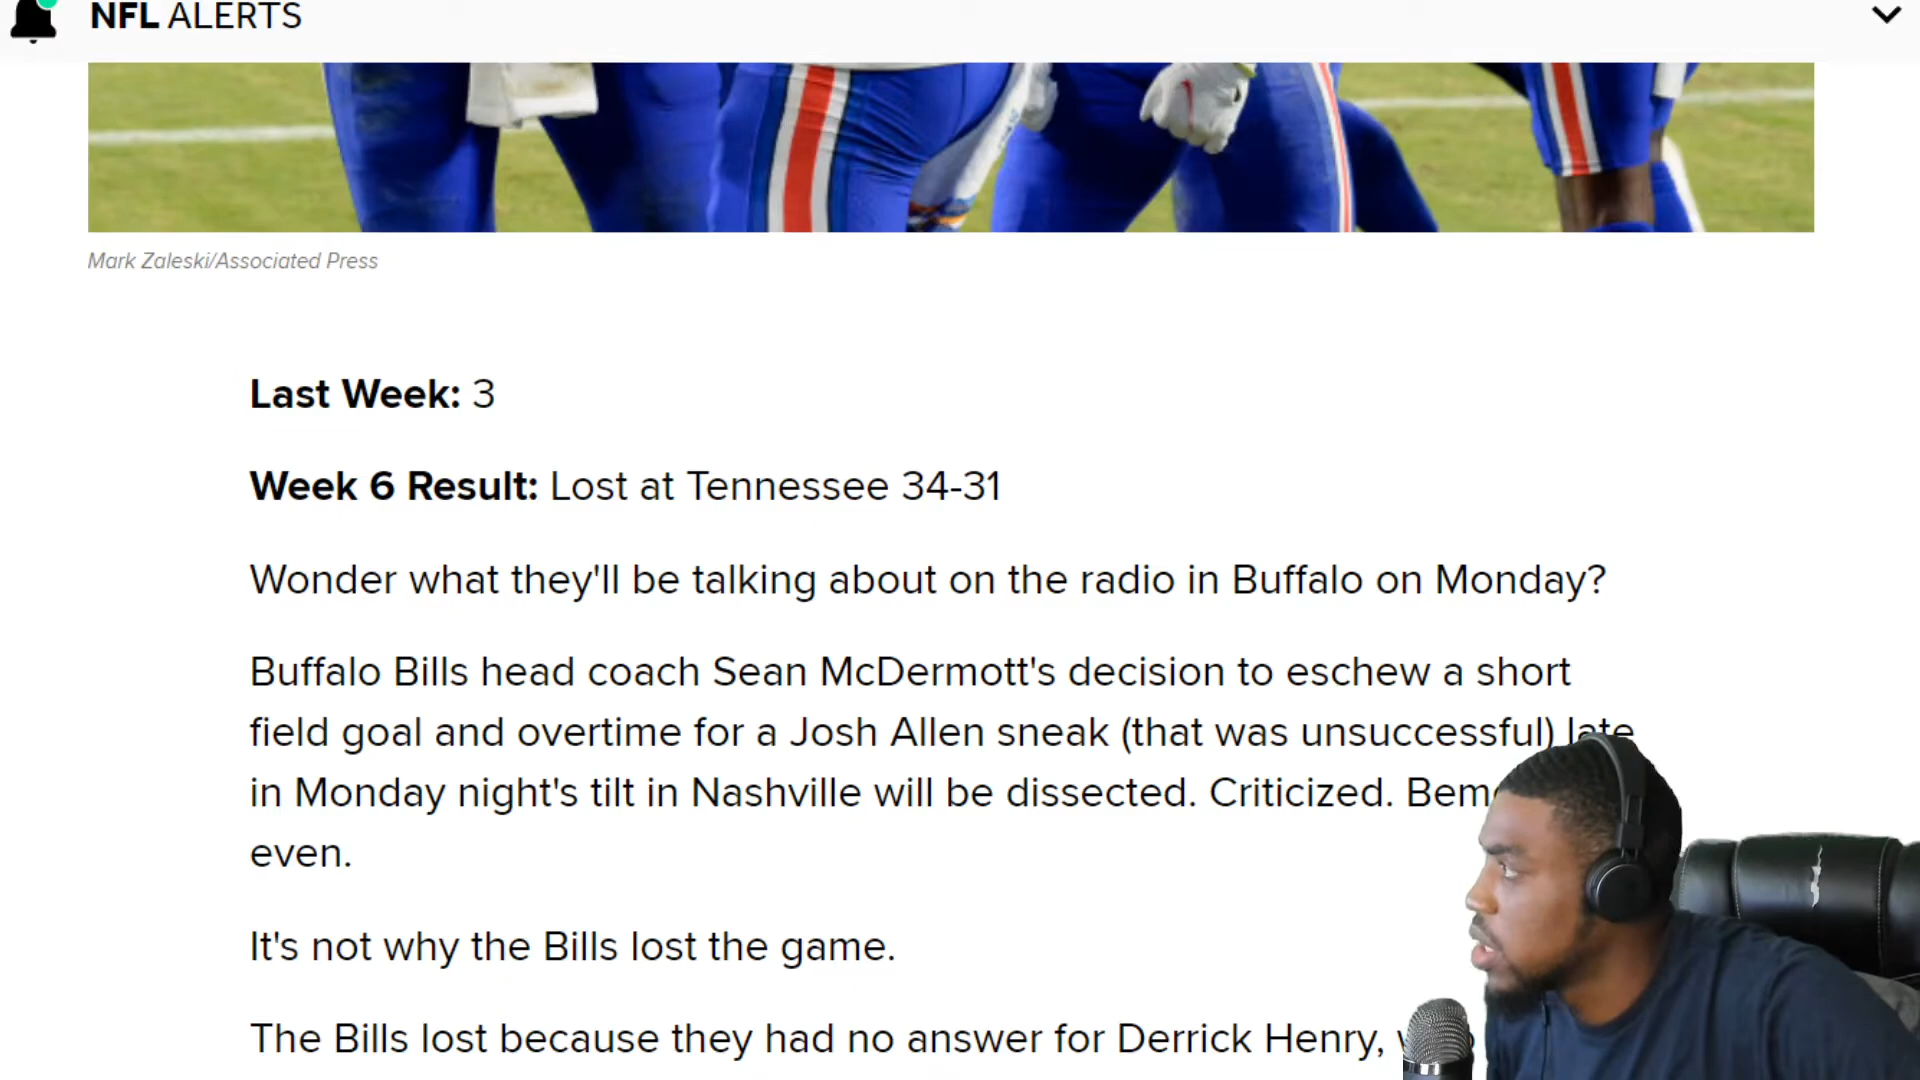 NFL ALERTS
Mark Zaleski/Associated Press
Last Week: 3
Week 6 Result: Lost at Tennessee 34-31
Wonder what they'll be talking about on the radio in Buffalo on Monday?
Buffalo Bills head coach Sean McDermott's decision to eschew a short
field goal and overtime for a Josh Allen sneak (that was unsuccessful) late
in Monday night's tilt in Nashville will be dissected. Criticized.
even.
It's not why the Bills lost the game.
The Bills lost because they had no answer for Derrick Henry,